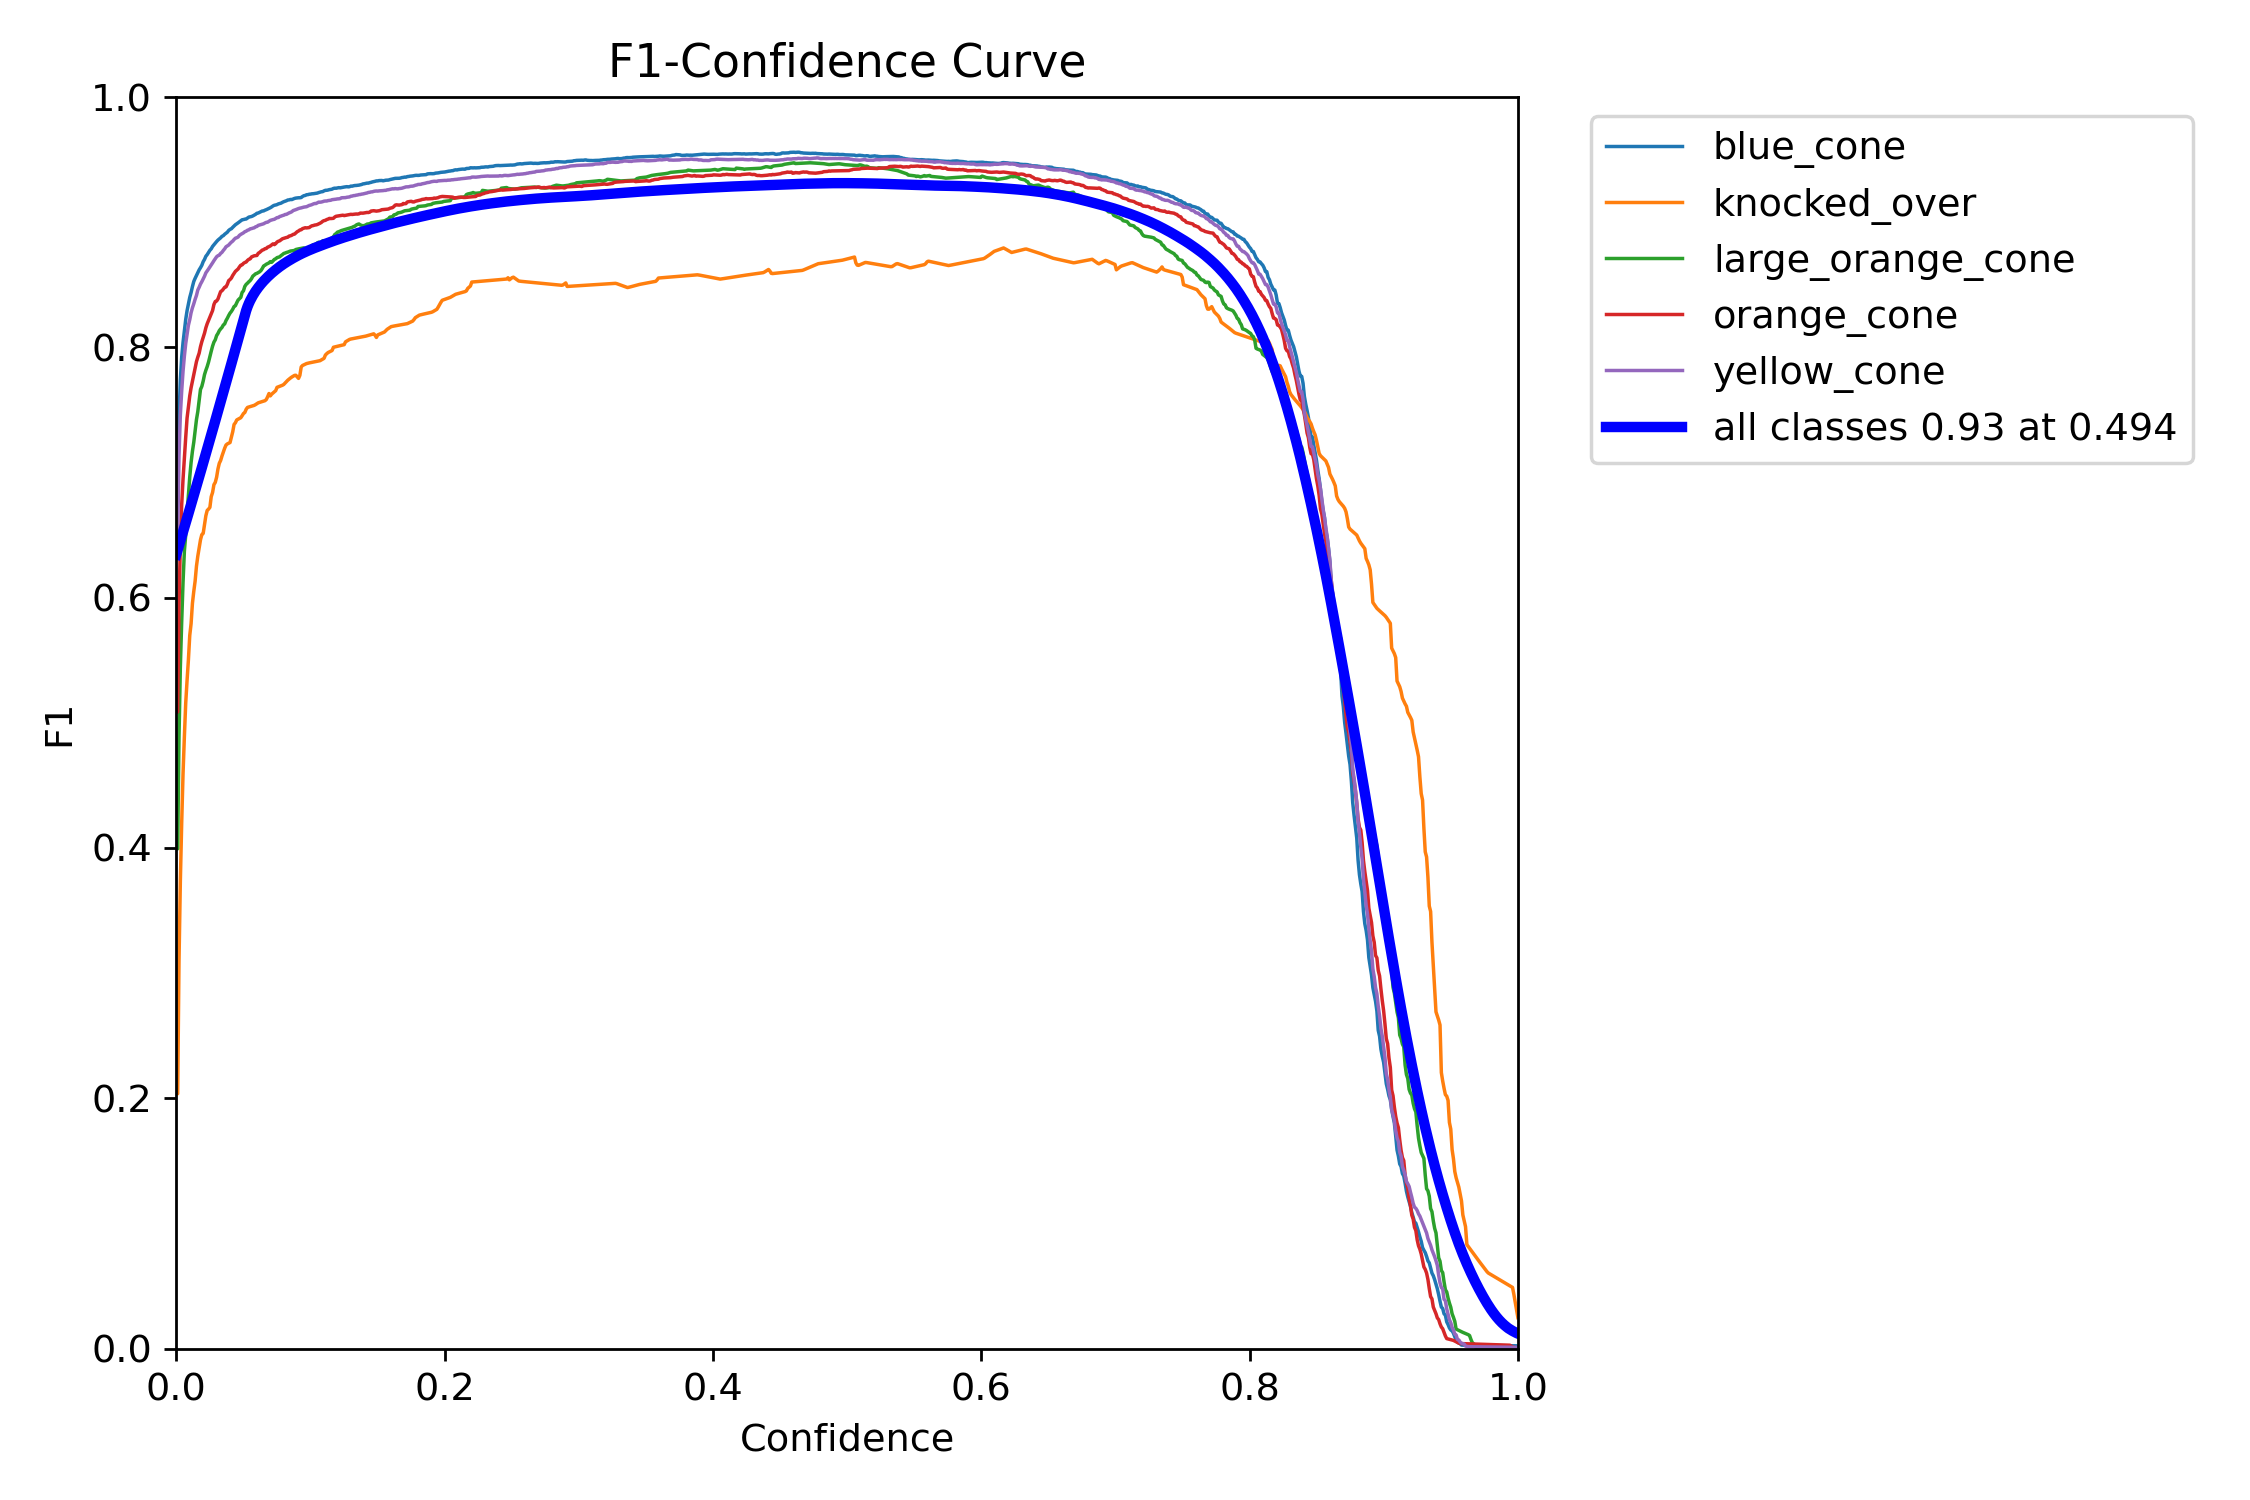 F1-Confidence Curve
1.0
0.8
0.6
0.4
0.2
0.0
F1
0.0 0.2 0.4 0.6 0.8 1.0
Confidence
blue_cone
knocked_over
large_orange_cone
orange_cone
yellow_cone
all classes 0.93 at 0.494